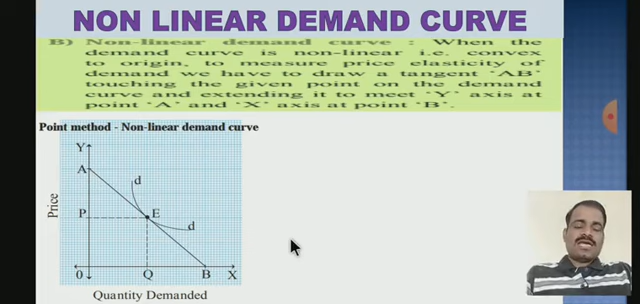 NON LINEAR DEMAND CURVE
B) Non-linear demand curve : When the
demand curve is non-linear i.e. convex
to origin, to measure price elasticity of
demand we have to draw a tangent 'AB'
touching the given point on the demand
curve and extending it to meet 'Y' axis at
point 'A' and 'X' axis at point 'B'.
Point method - Non-linear demand curve
Y
A
d
Price
P
E
d
0
Q
B
X
Quantity Demanded